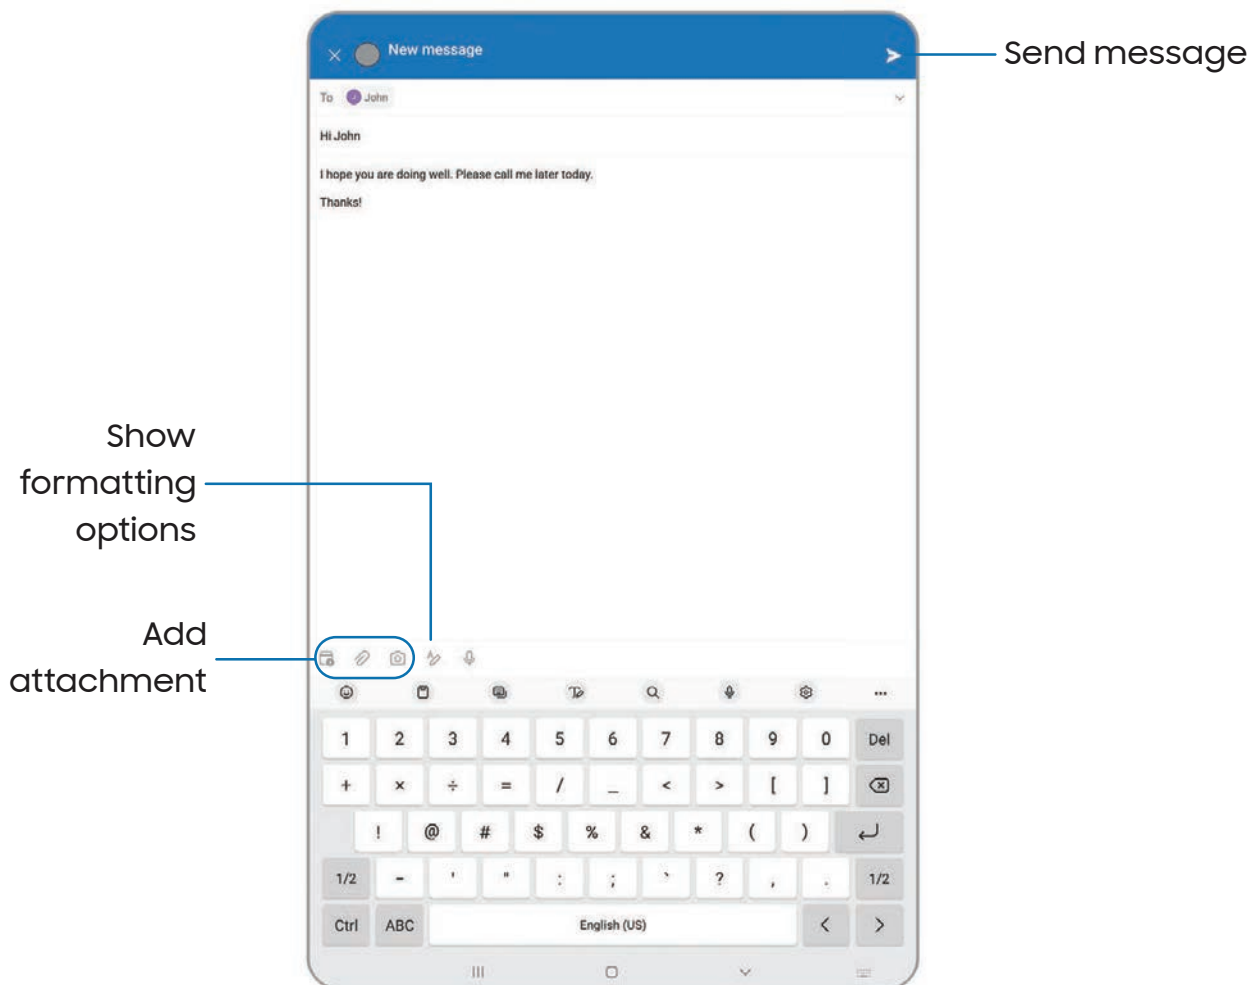 New message
Send message
To John
Hi John
I hope you are doing well. Please call me later today.
Thanks!
Show
formatting
options
Add
attachment
1 2 3 4 5 6 7 8 9 0 Del
+ × ÷ = / _ < > [ ]
! @ # $ % & * ( )
1/2 - ' " : ; ` ? , . 1/2
Ctrl ABC English (US) < >